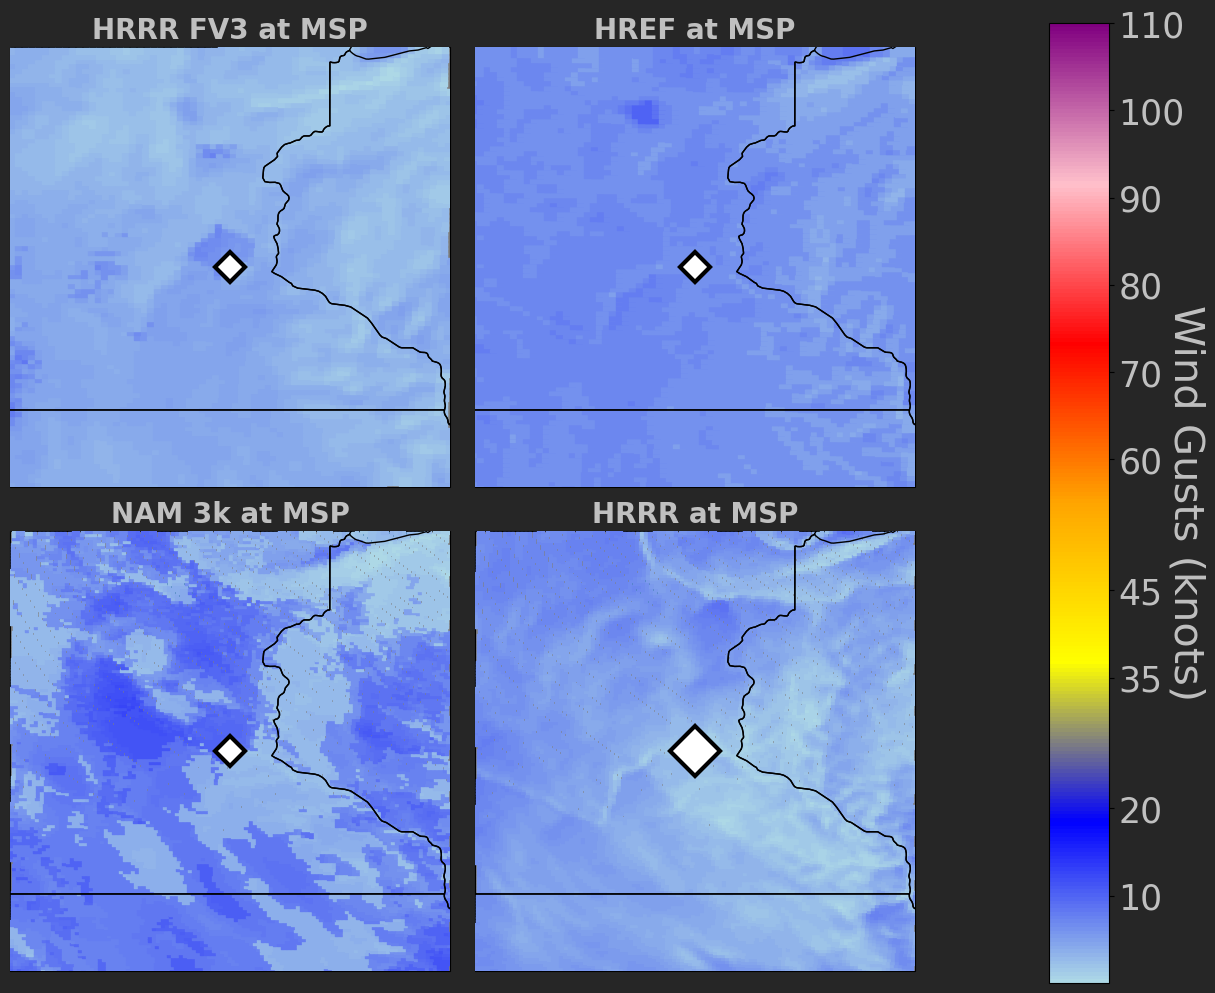 HRRR FV3 at MSP
HREF at MSP
NAM 3k at MSP
HRRR at MSP
110
100
90
80
70
60
45
35
20
10
Wind Gusts (knots)